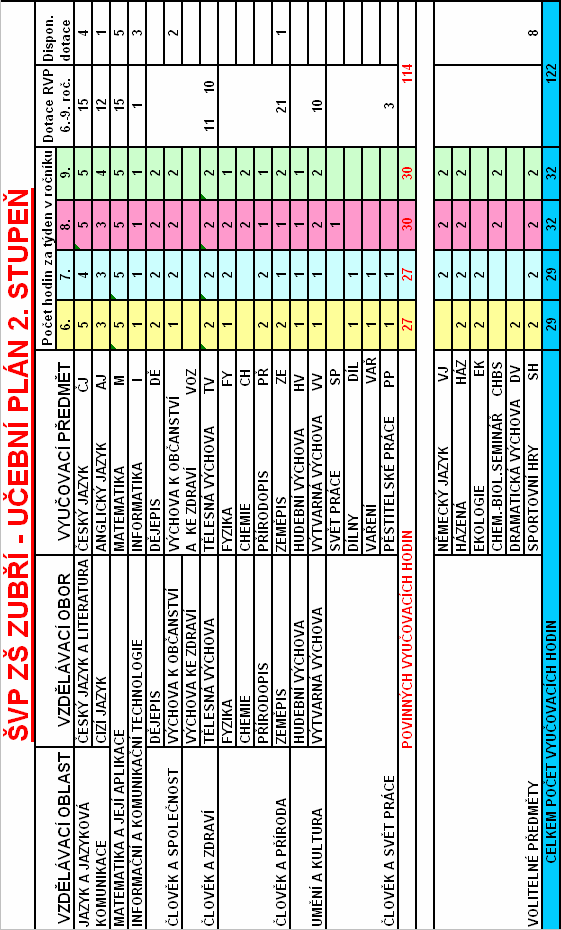 ŠVP ZŠ ZUBŘÍ - UČEBNÍ PLÁN 2. STUPEŇ
Počet hodin za týden v ročníku Dotace RVP Dispon.
VZDĚLÁVACÍ OBLAST VZDĚLÁVACÍ OBOR VYUČOVACÍ PŘEDMĚT 6. 7. 8. 9. 6.-9. roč. dotace
JAZYK A JAZYKOVÁ ČESKÝ JAZYK A LITERATURA ČESKÝ JAZYK ČJ 5 4 5 5 15 4
KOMUNIKACE CIZÍ JAZYK ANGLICKÝ JAZYK AJ 3 3 3 4 12 1
MATEMATIKA A JEJÍ APLIKACE MATEMATIKA M 5 5 5 5 15 5
INFORMAČNÍ A KOMUNIKAČNÍ TECHNOLOGIE INFORMATIKA I 1 1 1 1 1 3
DĚJEPIS DĚJEPIS DĚ 2 2 2 2
ČLOVĚK A SPOLEČNOST VÝCHOVA K OBČANSTVÍ VÝCHOVA K OBČANSTVÍ 1 2 2 2 2
VÝCHOVA KE ZDRAVÍ A KE ZDRAVÍ VOZ
ČLOVĚK A ZDRAVÍ TĚLESNÁ VÝCHOVA TĚLESNÁ VÝCHOVA TV 2 2 2 2 11 10
FYZIKA FYZIKA FY 1 2 2 1
CHEMIE CHEMIE CH 2 2
PŘÍRODOPIS PŘÍRODOPIS PŘ 2 2 1 1
ČLOVĚK A PŘÍRODA ZEMĚPIS ZEMĚPIS ZE 2 1 1 2 21 1
HUDEBNÍ VÝCHOVA HUDEBNÍ VÝCHOVA HV 1 1 1 1
UMĚNÍ A KULTURA VÝTVARNÁ VÝCHOVA VÝTVARNÁ VÝCHOVA VV 1 1 2 2 10
SVĚT PRÁCE SP 1
DÍLNY DÍL 1 1
VAŘENÍ VAŘ 1 1
ČLOVĚK A SVĚT PRÁCE PĚSTITELSKÉ PRÁCE PP 1 1 3
POVINNÝCH VYUČOVACÍCH HODIN 27 27 30 30 114
NĚMECKÝ JAZYK VJ 2 2 2
HÁZENÁ HÁZ 2 2 2 2
EKOLOGIE EK 2 2
CHEM.-BIOL.SEMINÁŘ CHBS 2 2
DRAMATICKÁ VÝCHOVA DV 2
VOLITELNÉ PŘEDMĚTY SPORTOVNÍ HRY SH 2 2 2 2 8
CELKEM POČET VYUČOVACÍCH HODIN 29 29 32 32 122